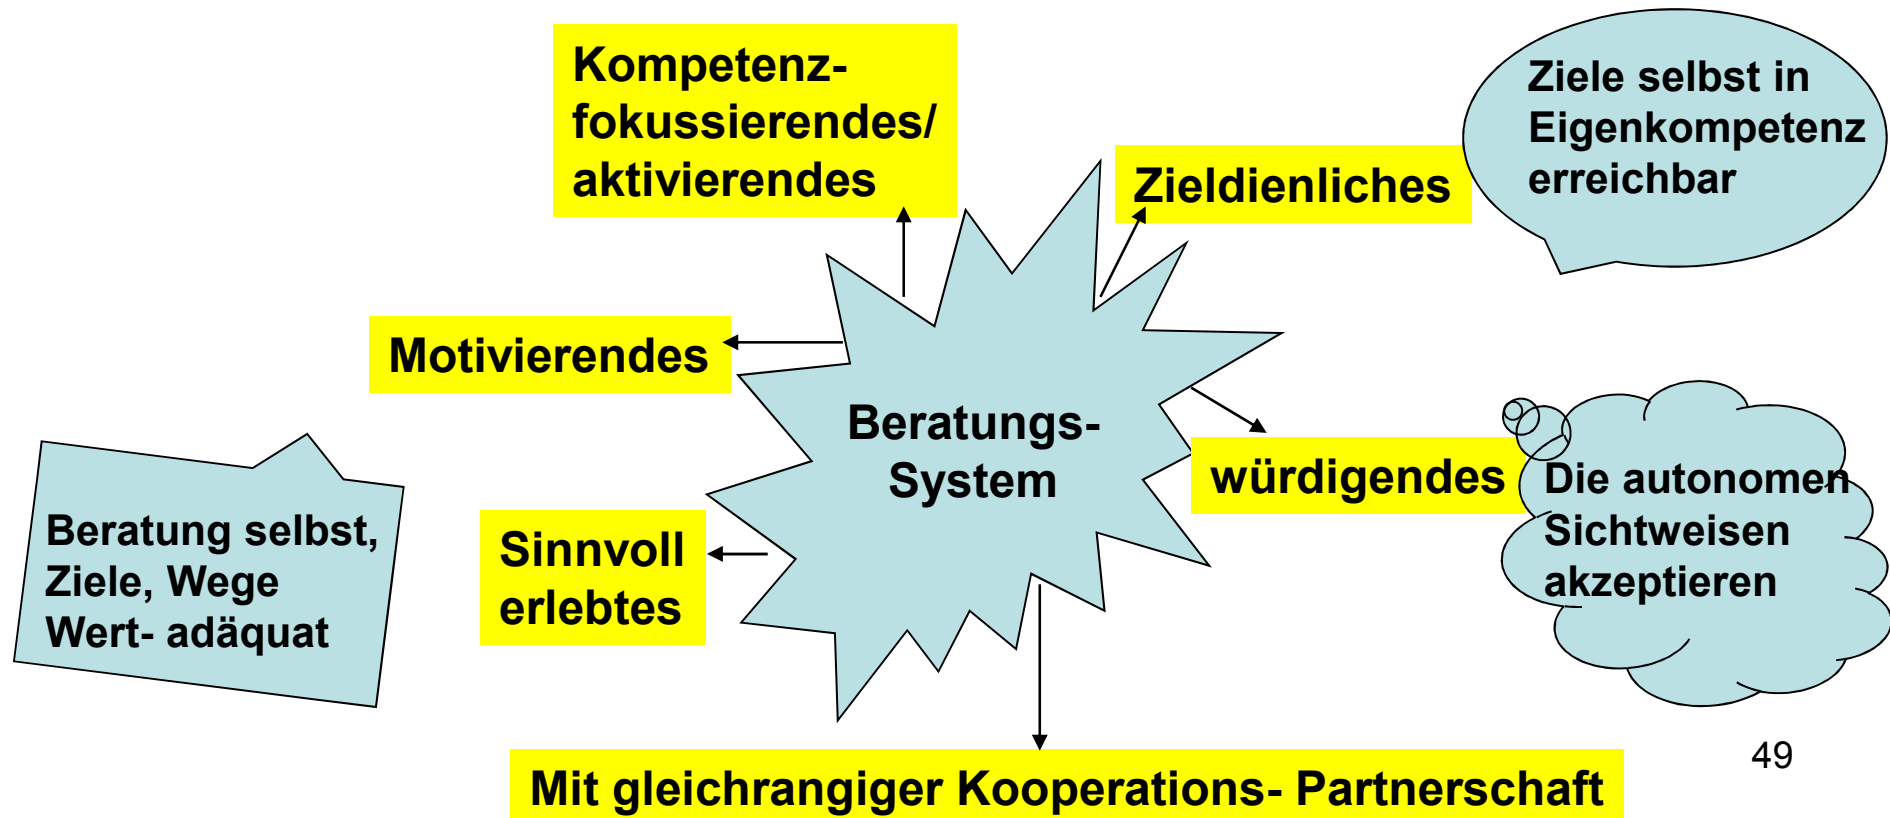 Kompetenz-
fokussierendes/
aktivierendes
Zieldienliches
Ziele selbst in
Eigenkompetenz
erreichbar
Motivierendes
Beratungs-
System
würdigendes
Die autonomen
Sichtweisen
akzeptieren
Beratung selbst,
Ziele, Wege
Wert- adäquat
Sinnvoll
erlebtes
Mit gleichrangiger Kooperations- Partnerschaft
49